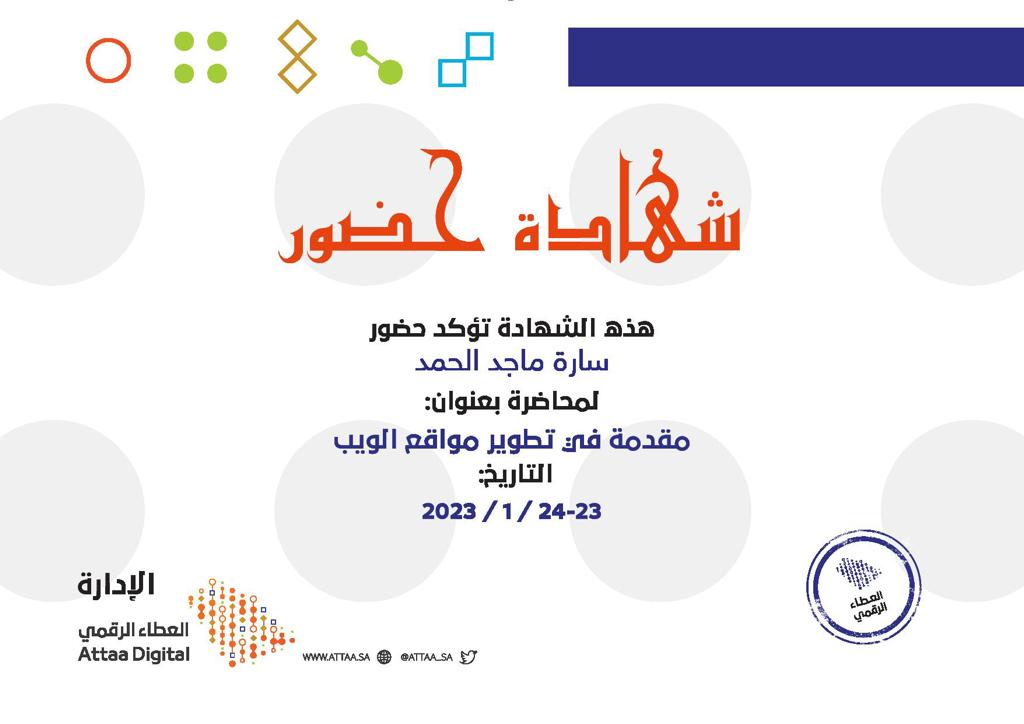 شهادة حضور
هذه الشهادة تؤكد حضور
سارة ماجد الحمد
لمحاضرة بعنوان:
مقدمة في تطوير مواقع الويب
التاريخ:
2023 / 1 / 24-23
الإدارة
العطاء الرقمي
Attaa Digital
WWW.ATTAA.SA
@ATTAA_SA
العطاء
الرقمي